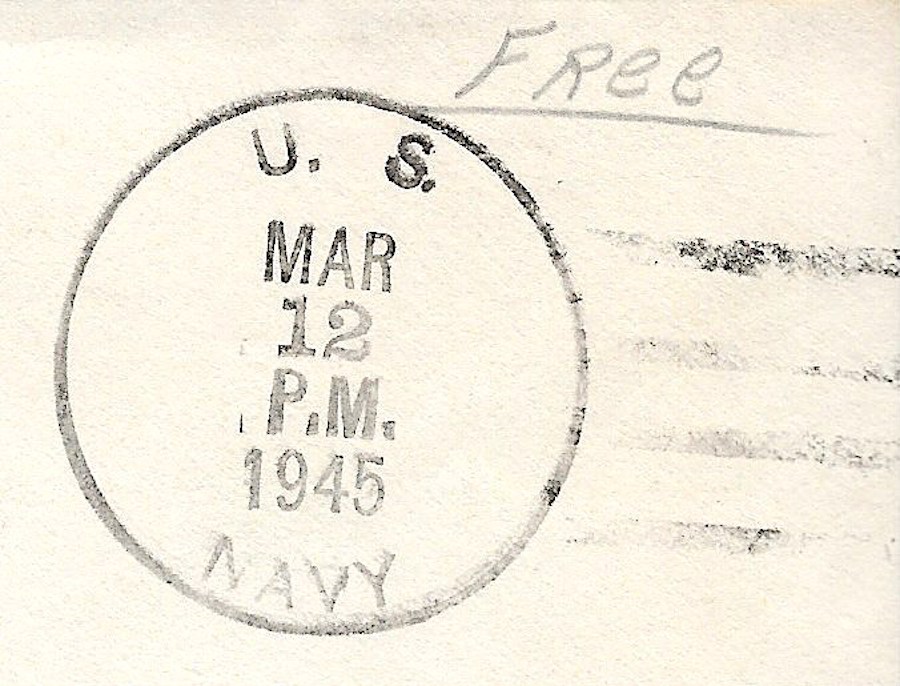 Free
U. S.
MAR
12
P.M.
1945
NAVY